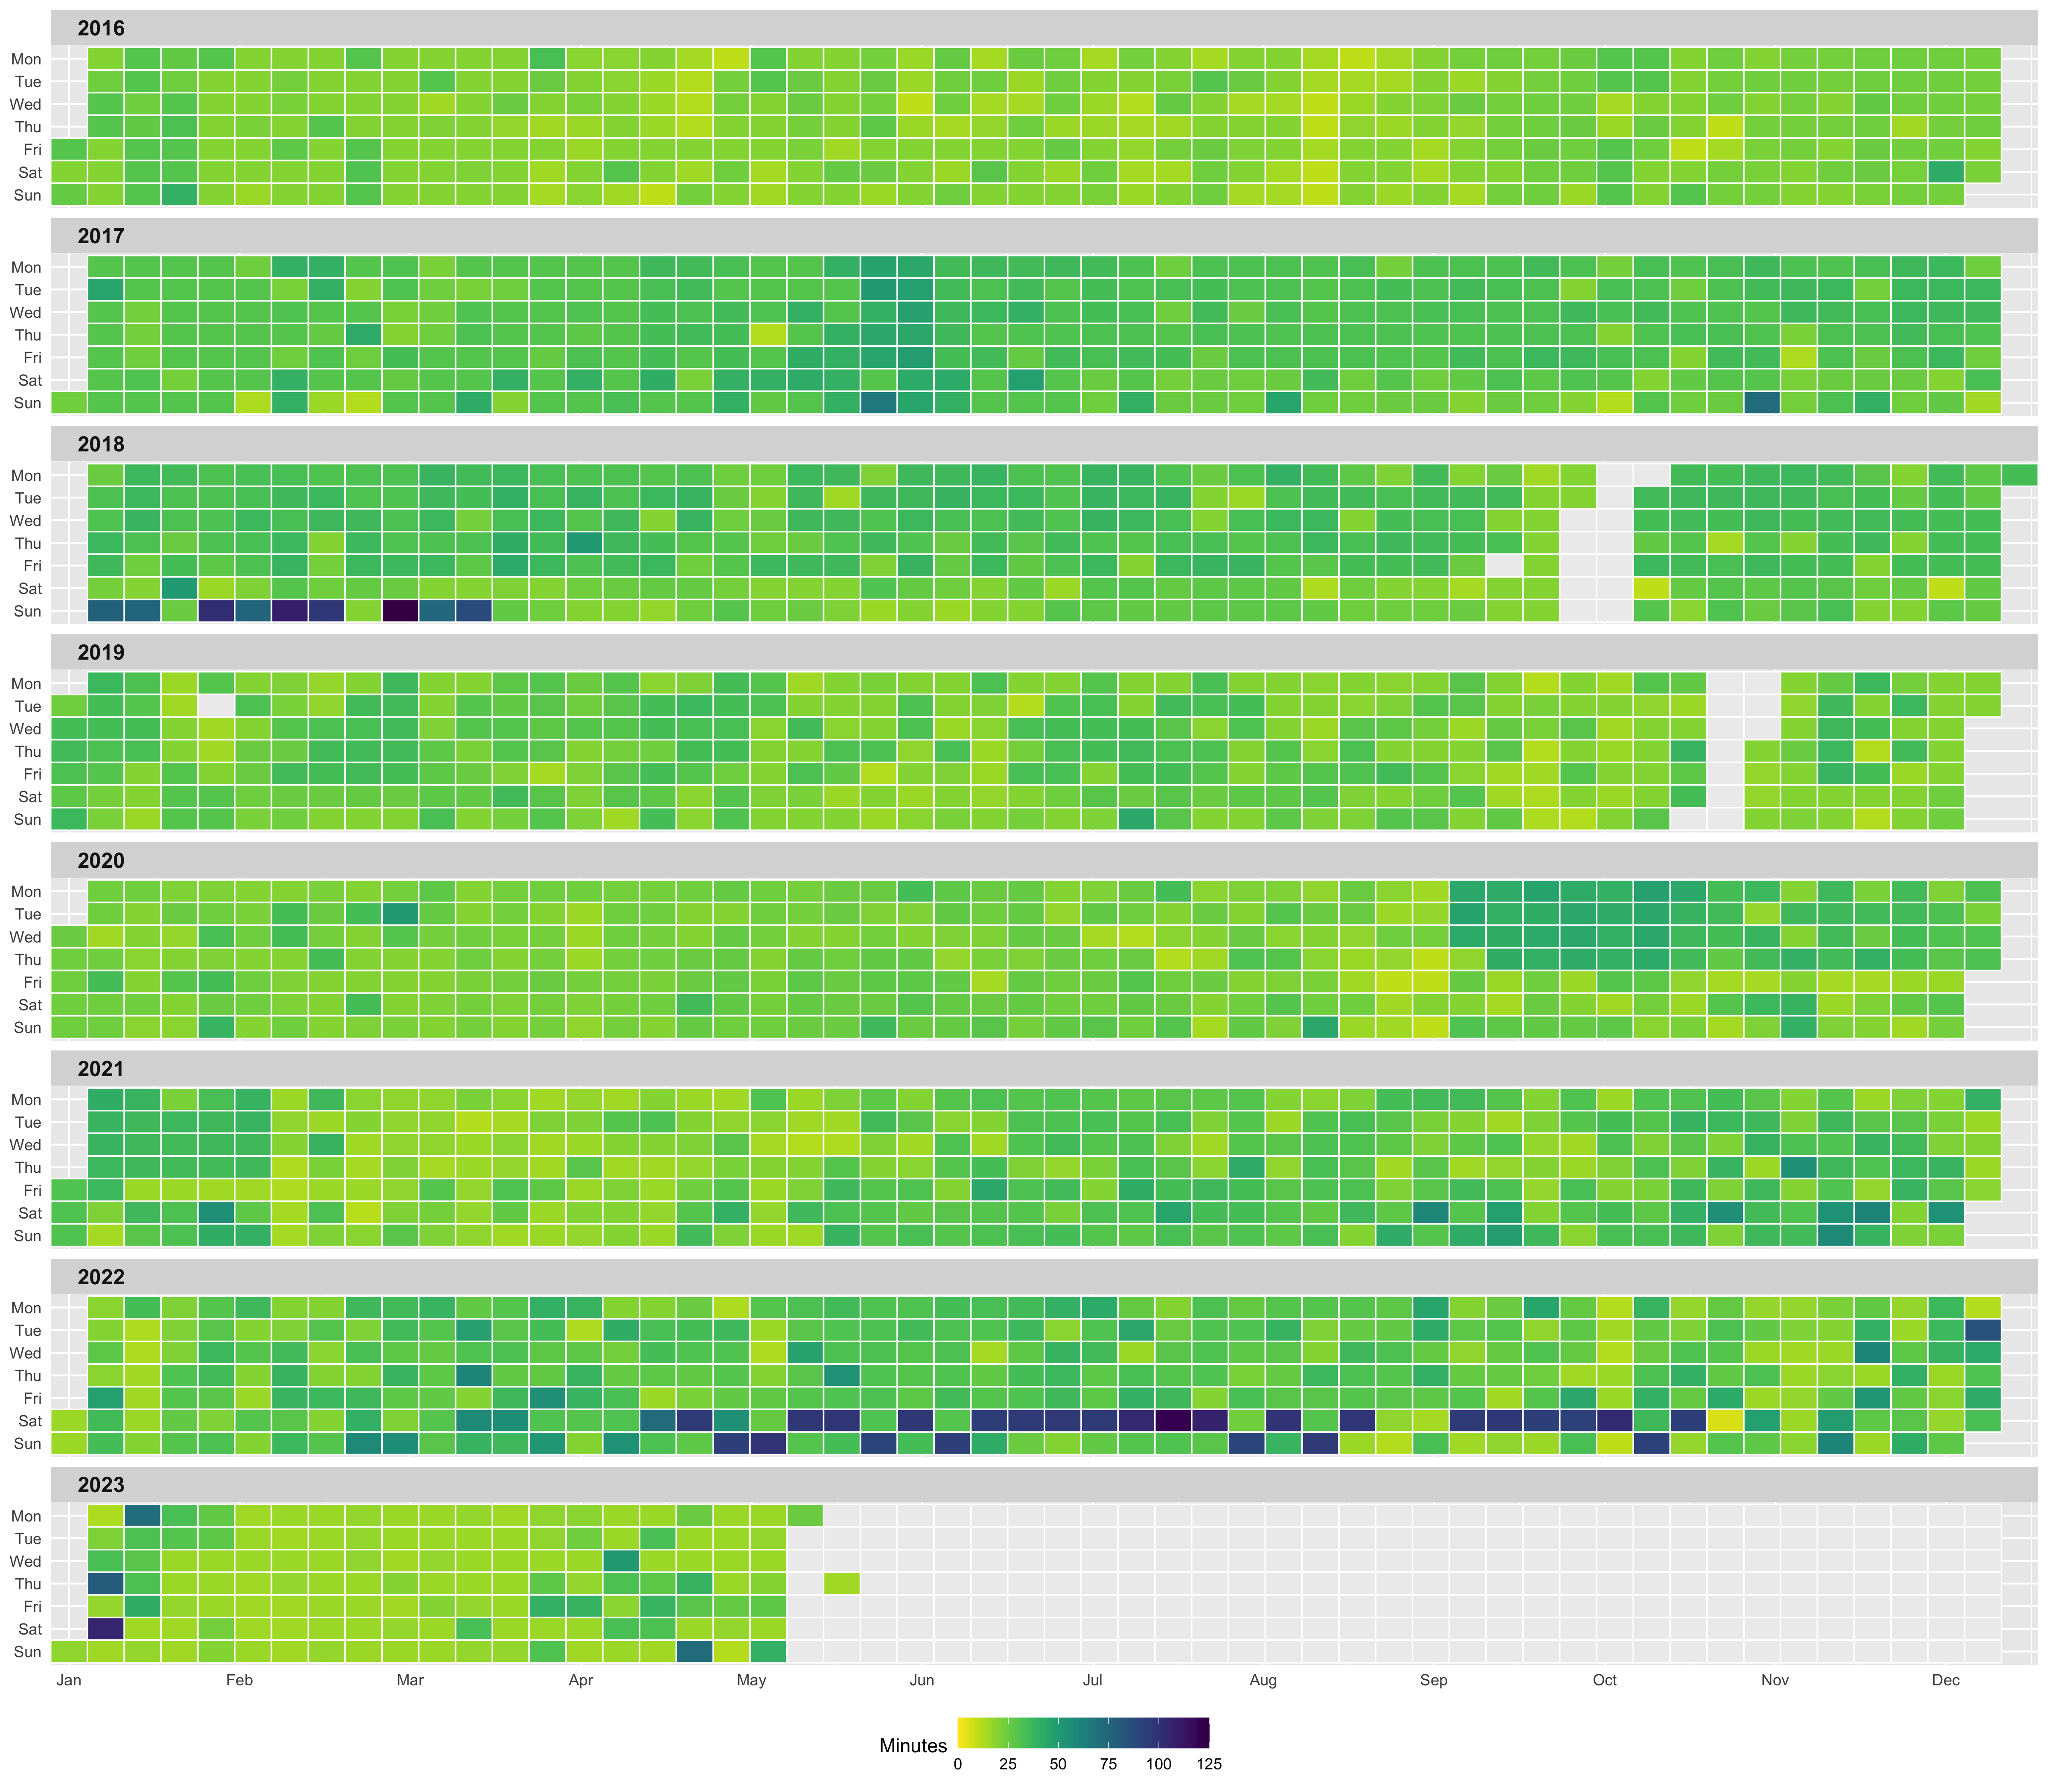 2016
Mon
Tue
Wed
Thu
Fri
Sat
Sun
2017
Mon
Tue
Wed
Thu
Fri
Sat
Sun
2018
Mon
Tue
Wed
Thu
Fri
Sat
Sun
2019
Mon
Tue
Wed
Thu
Fri
Sat
Sun
2020
Mon
Tue
Wed
Thu
Fri
Sat
Sun
2021
Mon
Tue
Wed
Thu
Fri
Sat
Sun
2022
Mon
Tue
Wed
Thu
Fri
Sat
Sun
2023
Mon
Tue
Wed
Thu
Fri
Sat
Sun
Jan Feb Mar Apr May Jun Jul Aug Sep Oct Nov Dec
Minutes
0 25 50 75 100 125